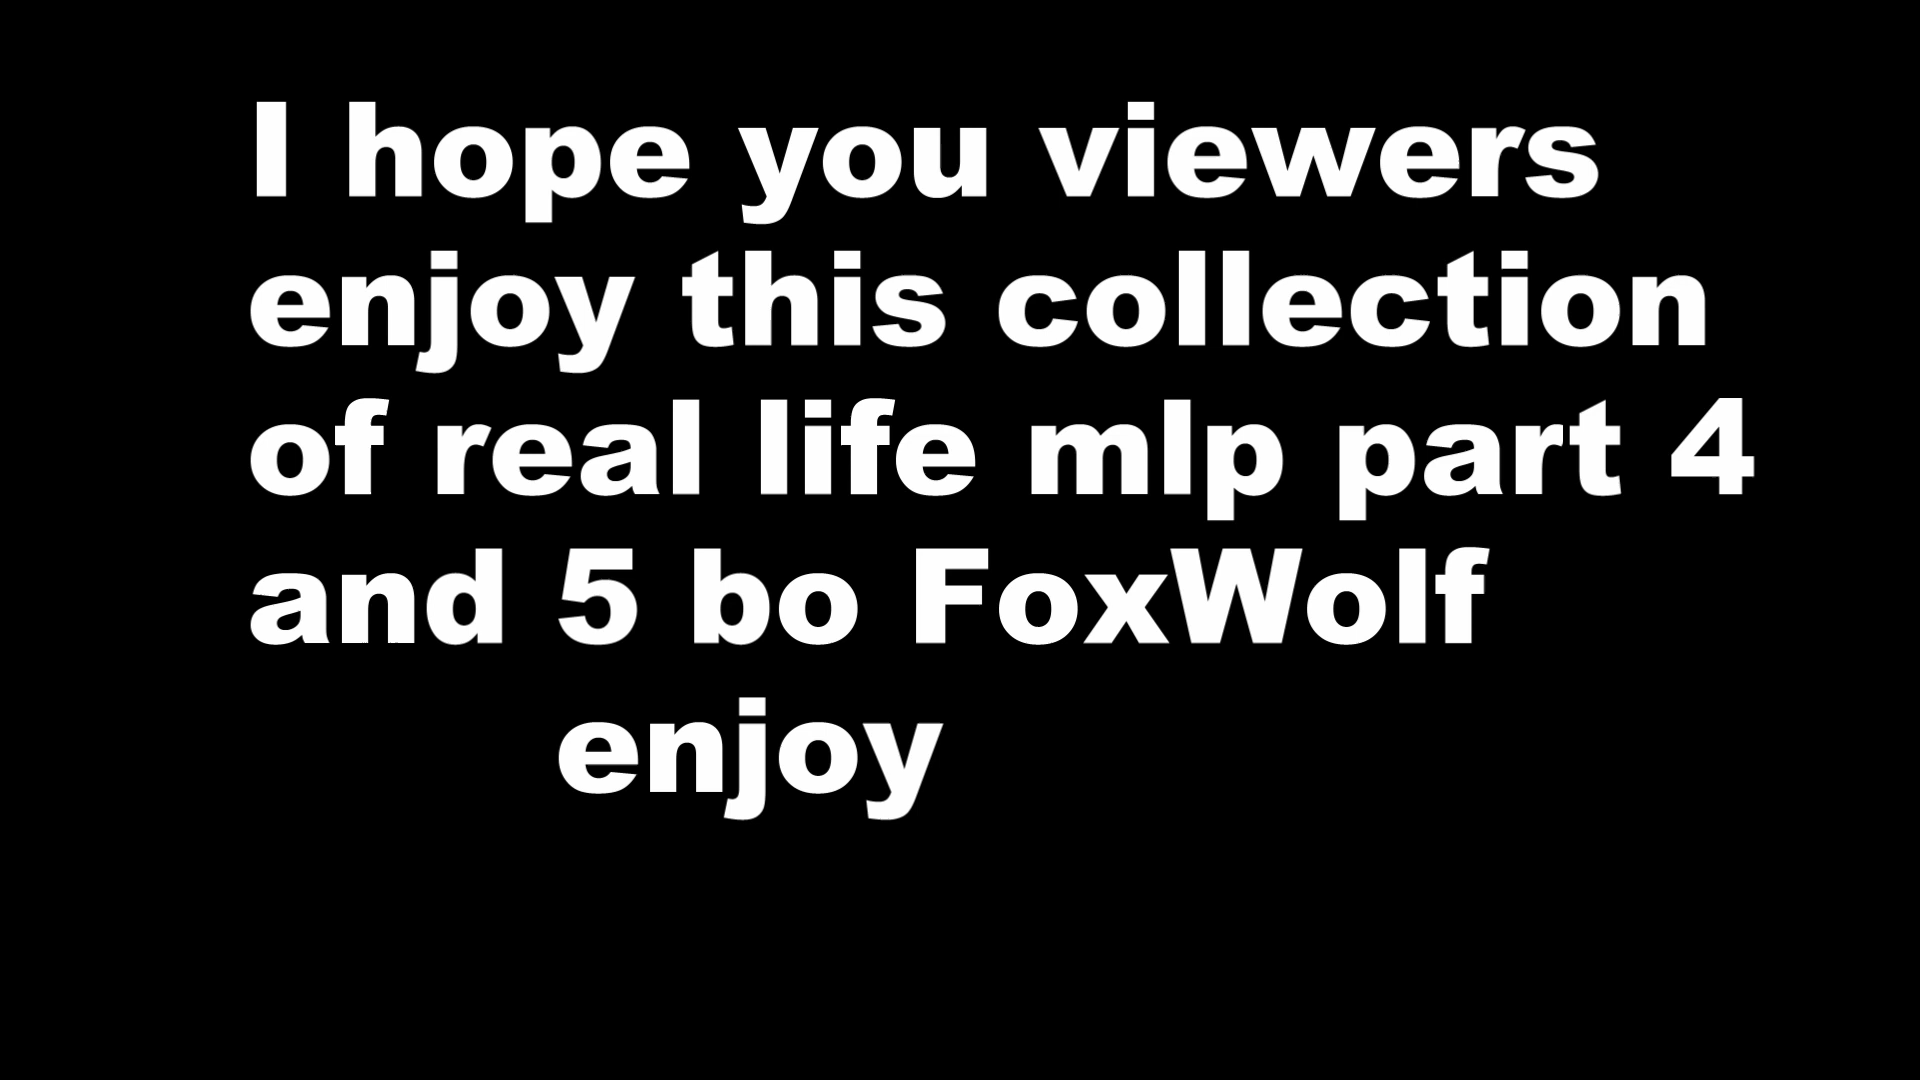 I hope you viewers
enjoy this collection
of real life mlp part 4
and 5 bo FoxWolf
enjoy